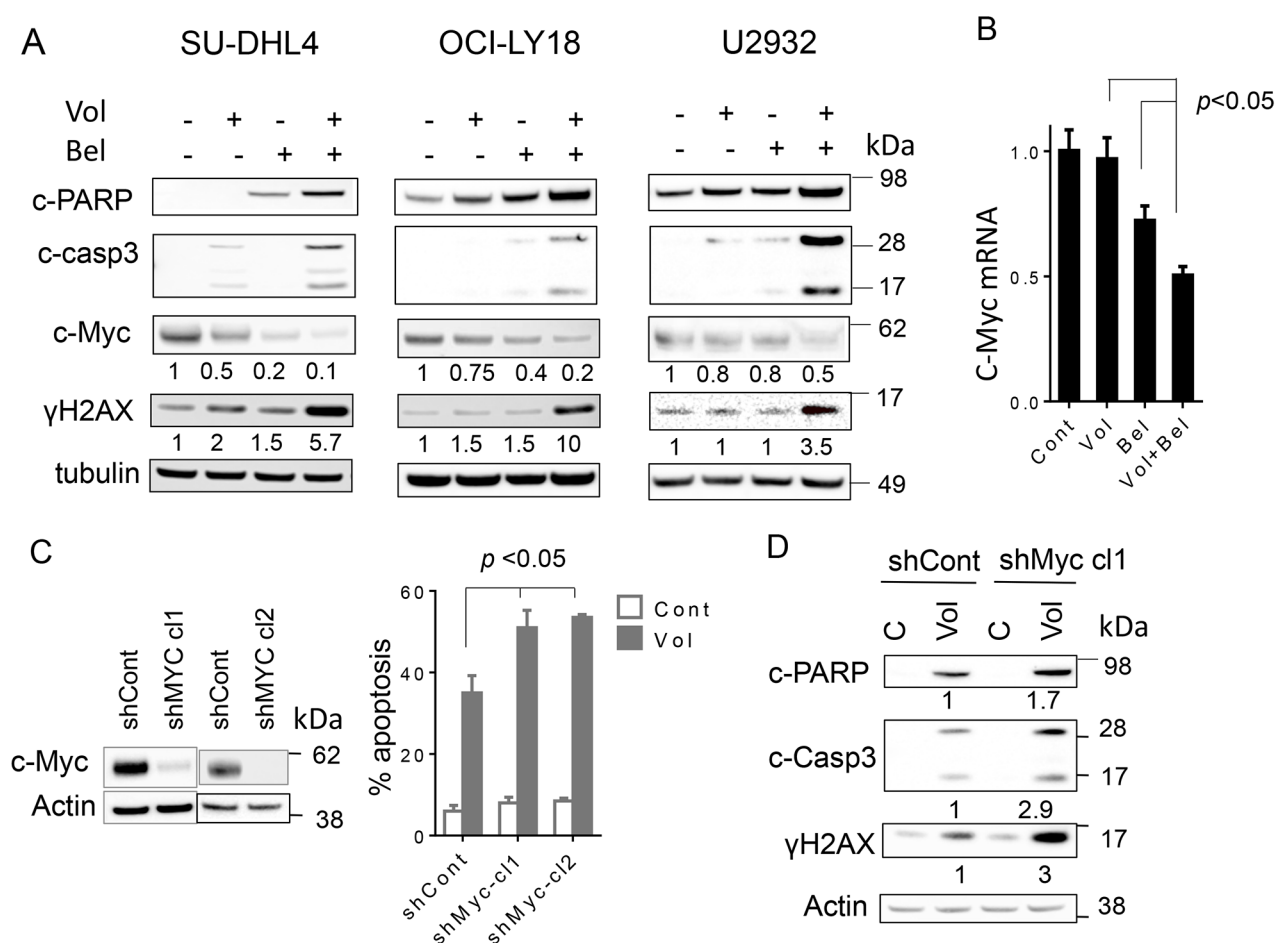 A
SU-DHL4 OCI-LY18 U2932
Vol - + - + - + - + - + - +
Bel - - + + - - + + - - + + kDa
c-PARP 98
c-casp3 28
17
c-Myc 62
1 0.5 0.2 0.1 1 0.75 0.4 0.2 1 0.8 0.8 0.5
γH2AX 17
1 2 1.5 5.7 1 1.5 1.5 10 1 1 1 3.5
tubulin 49
B
p<0.05
C-Myc mRNA
1.0
0.5
0.0
Cont Vol Bel Vol+Bel
C
shCont shMYC cl1 shCont shMYC cl2 kDa
c-Myc 62
Actin 38
p <0.05
Cont
Vol
% apoptosis
60
40
20
0
shCont shMyc-cl1 shMyc-cl2
D
shCont shMyc cl1
C Vol C Vol kDa
c-PARP 98
1 1.7
c-Casp3 28
17
1 2.9
γH2AX 17
1 3
Actin 38